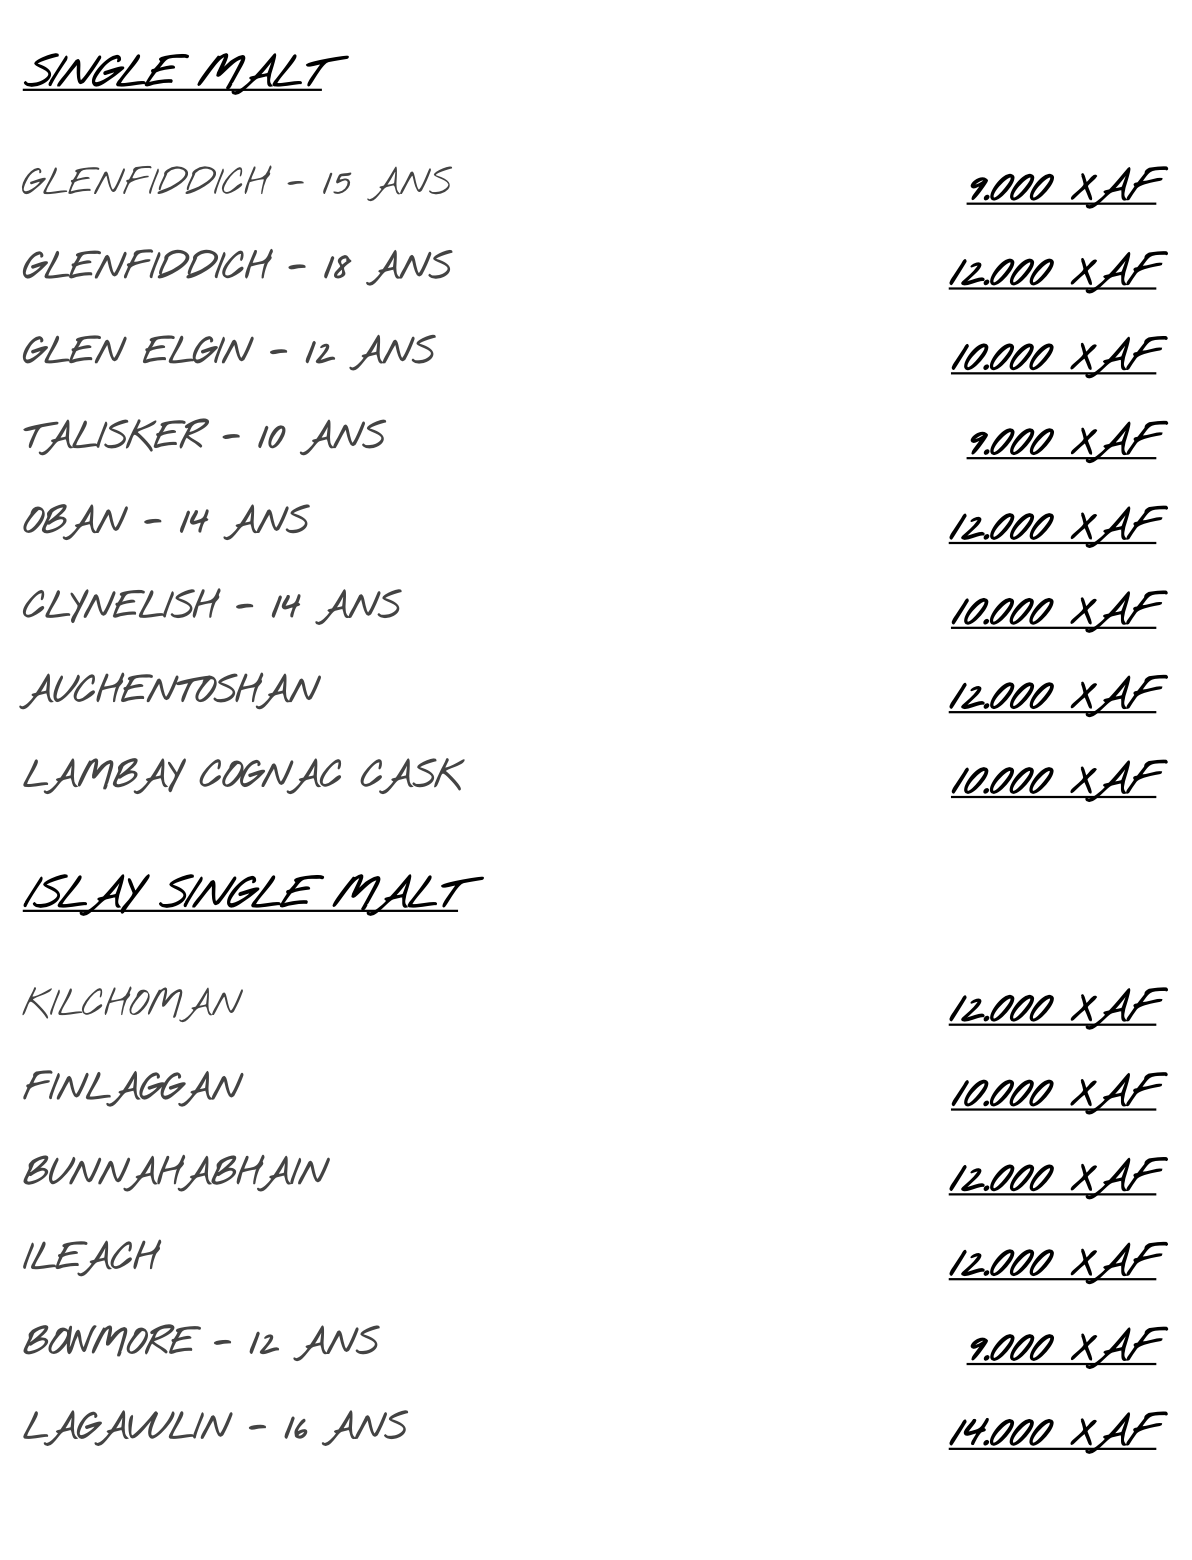 SINGLE MALT
GLENFIDDICH - 15 ANS 9.000 XAF
GLENFIDDICH - 18 ANS 12.000 XAF
GLEN ELGIN - 12 ANS 10.000 XAF
TALISKER - 10 ANS 9.000 XAF
OBAN - 14 ANS 12.000 XAF
CLYNELISH - 14 ANS 10.000 XAF
AUCHENTOSHAN 12.000 XAF
LAMBAY COGNAC CASK 10.000 XAF
ISLAY SINGLE MALT
KILCHOMAN 12.000 XAF
FINLAGGAN 10.000 XAF
BUNNAHABHAIN 12.000 XAF
ILEACH 12.000 XAF
BOWMORE - 12 ANS 9.000 XAF
LAGAVULIN - 16 ANS 14.000 XAF